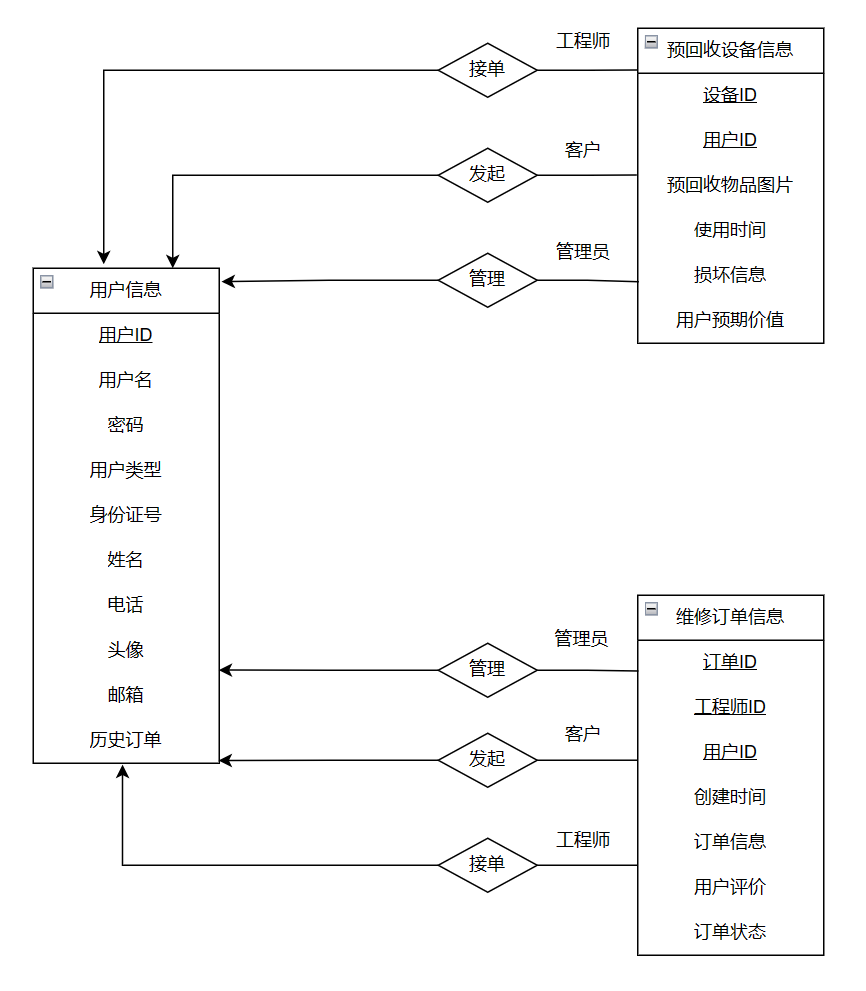 工程师
接单
客户
发起
管理员
管理
预回收设备信息
设备ID
用户ID
预回收物品图片
使用时间
损坏信息
用户预期价值
用户信息
用户ID
用户名
密码
用户类型
身份证号
姓名
电话
头像
邮箱
历史订单
管理员
管理
客户
发起
工程师
接单
维修订单信息
订单ID
工程师ID
用户ID
创建时间
订单信息
用户评价
订单状态